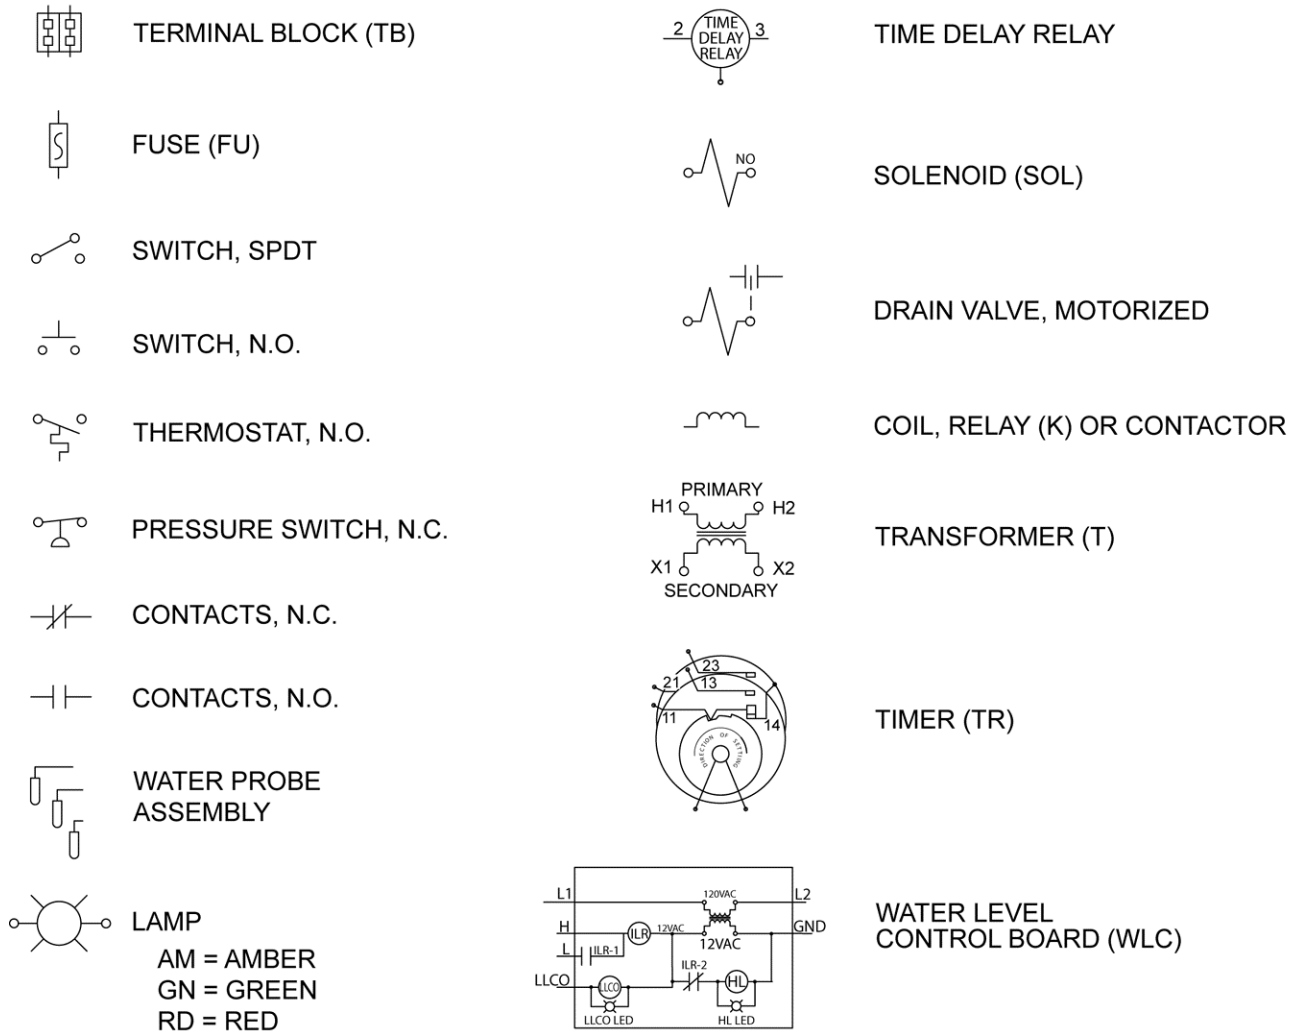 TERMINAL BLOCK (TB)
FUSE (FU)
SWITCH, SPDT
SWITCH, N.O.
THERMOSTAT, N.O.
PRESSURE SWITCH, N.C.
CONTACTS, N.C.
CONTACTS, N.O.
WATER PROBE
ASSEMBLY
LAMP
AM = AMBER
GN = GREEN
RD = RED
2 TIME 3
DELAY
RELAY
TIME DELAY RELAY
NO
SOLENOID (SOL)
DRAIN VALVE, MOTORIZED
COIL, RELAY (K) OR CONTACTOR
PRIMARY
H1 H2
X1 X2
SECONDARY
TRANSFORMER (T)
23
21 13
11 14
DIRECTION OF SETTING
TIMER (TR)
L1 120VAC L2
H ILR 12VAC 12VAC GND
L ILR-1
ILR-2
LLCO LLCO HL
LLCO LED HL LED
WATER LEVEL
CONTROL BOARD (WLC)